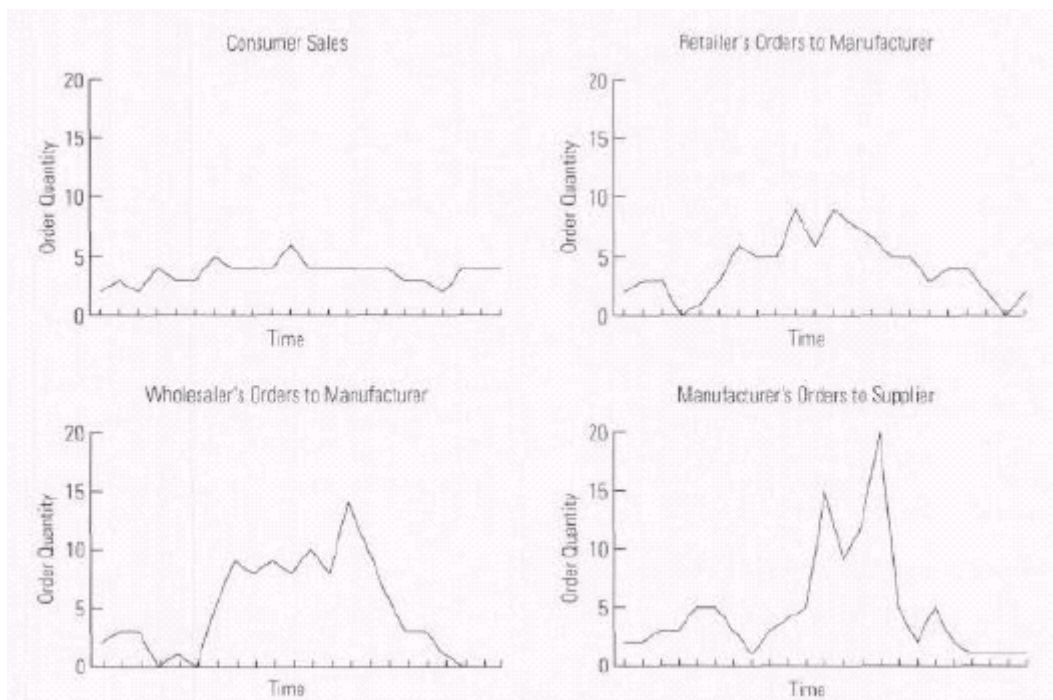 Consumer Sales
20
15
10
5
0
Order Quantity
Time
Retailer's Orders to Manufacturer
20
15
10
5
0
Order Quantity
Time
Wholesaler's Orders to Manufacturer
20
15
10
5
0
Order Quantity
Time
Manufacturer's Orders to Supplier
20
15
10
5
0
Order Quantity
Time